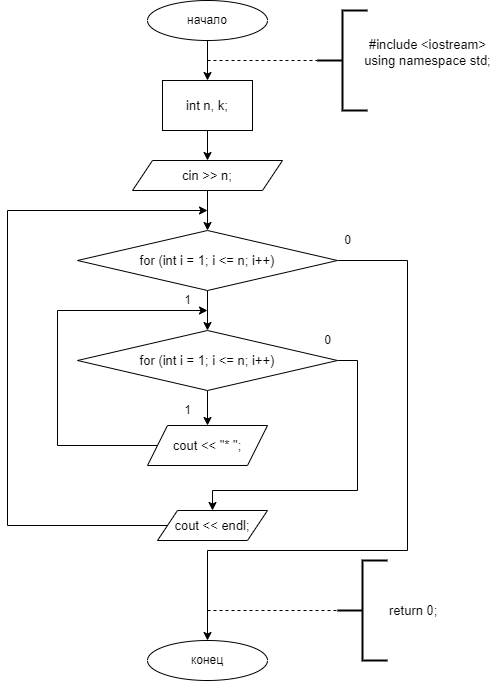 начало
#include <iostream>
using namespace std;
int n, k;
cin >> n;
0
for (int i = 1; i <= n; i++)
1
0
for (int i = 1; i <= n; i++)
1
cout << "* ";
cout << endl;
return 0;
конец